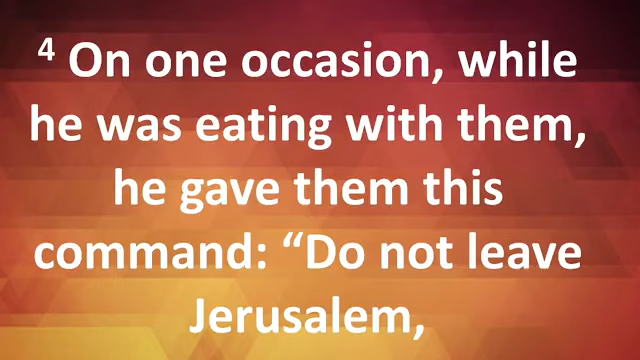 ⁴ On one occasion, while
he was eating with them,
he gave them this
command: “Do not leave
Jerusalem,